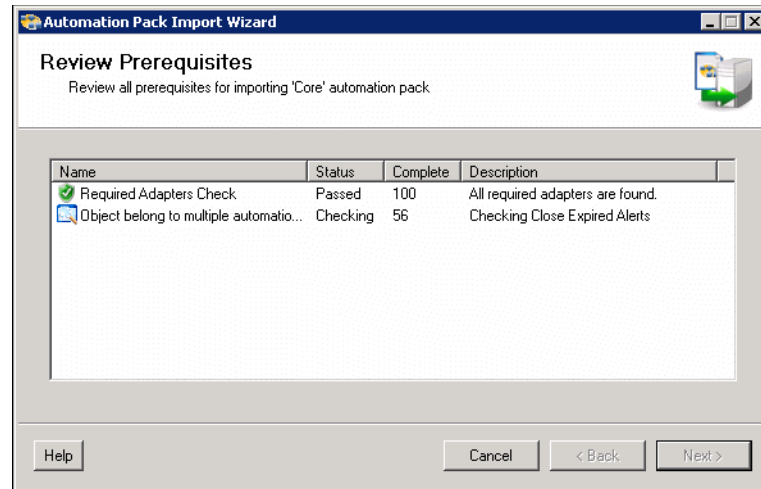 Automation Pack Import Wizard
Review Prerequisites
Review all prerequisites for importing 'Core' automation pack
Name Status Complete Description
Required Adapters Check Passed 100 All required adapters are found.
Object belong to multiple automatio... Checking 56 Checking Close Expired Alerts
Help Cancel < Back Next >